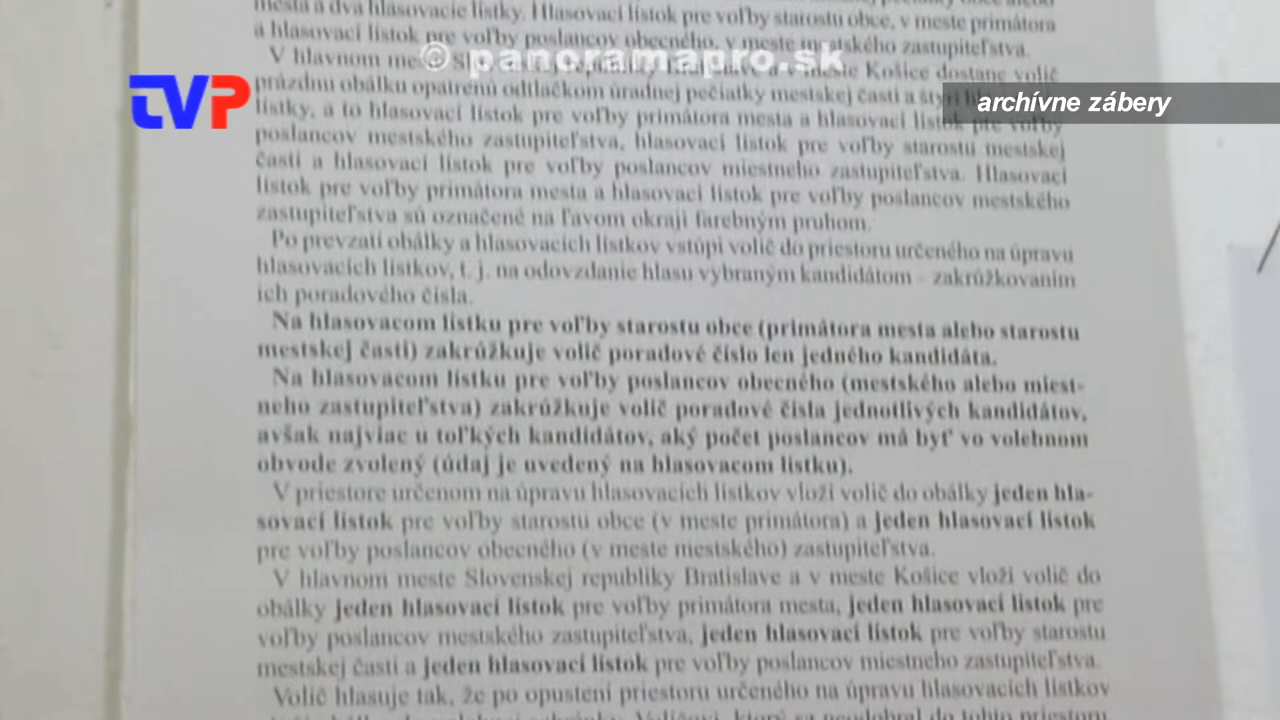 mesta a dva hlasovacie lístky. Hlasovací lístok pre voľby starostu obce, v meste primátora
a hlasovací lístok pre voľby poslancov obecného, v meste mestského zastupiteľstva.
© panoramapro.sk
V hlavnom Košice dostane volič
TVP
prázdnu obálku opatrenú odtlačkom úradnej pečiatky mestskej časti a
archívne zábery
lístky, a to hlasovací lístok pre voľby primátora mesta a hlasovací lístok pre voľby
poslancov mestského zastupiteľstva, hlasovací lístok pre voľby starostu mestskej
časti a hlasovací lístok pre voľby poslancov miestneho zastupiteľstva. Hlasovací
lístok pre voľby primátora mesta a hlasovací lístok pre voľby poslancov mestského
zastupiteľstva sú označené na ľavom okraji farebným pruhom.
Po prevzatí obálky a hlasovacích lístkov vstúpi volič do priestoru určeného na úpravu
hlasovacích lístkov, t. j. na odovzdanie hlasu vybraným kandidátom – zakrúžkovaním
ich poradového čísla.
Na hlasovacom lístku pre voľby starostu obce (primátora mesta alebo starostu
mestskej časti) zakrúžkuje volič poradové číslo len jedného kandidáta.
Na hlasovacom lístku pre voľby poslancov obecného (mestského alebo miest-
neho zastupiteľstva) zakrúžkuje volič poradové čísla jednotlivých kandidátov,
avšak najviac u toľkých kandidátov, aký počet poslancov má byť vo volebnom
obvode zvolený (údaj je uvedený na hlasovacom lístku).
V priestore určenom na úpravu hlasovacích lístkov vloží volič do obálky jeden hla-
sovací lístok pre voľby starostu obce (v meste primátora) a jeden hlasovací lístok
pre voľby poslancov obecného (v meste mestského) zastupiteľstva.
V hlavnom meste Slovenskej republiky Bratislave a v meste Košice vloží volič do
obálky jeden hlasovací lístok pre voľby primátora mesta, jeden hlasovací lístok pre
voľby poslancov mestského zastupiteľstva, jeden hlasovací lístok pre voľby starostu
mestskej časti a jeden hlasovací lístok pre voľby poslancov miestneho zastupiteľstva.
Volič hlasuje tak, že po opustení priestoru určeného na úpravu hlasovacích lístkov